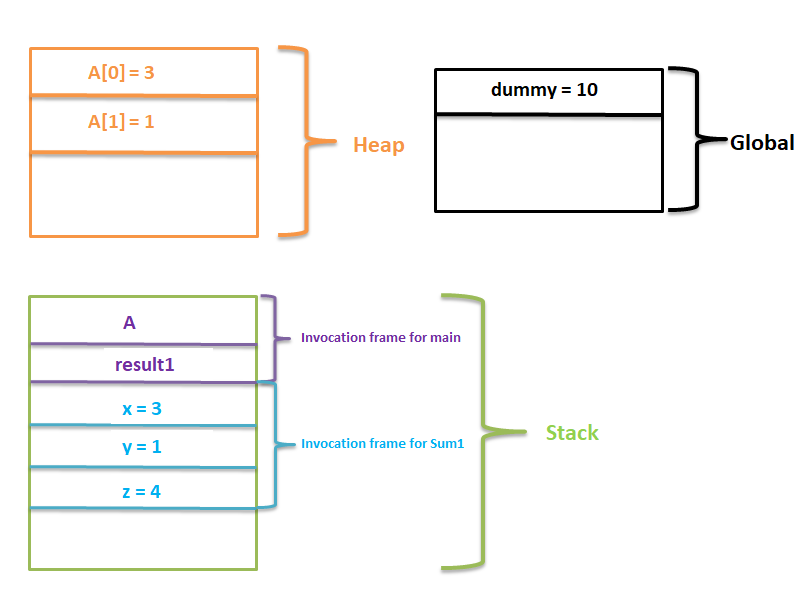 A[0] = 3
A[1] = 1
Heap
dummy = 10
Global
A
result1
Invocation frame for main
x = 3
y = 1
z = 4
Invocation frame for Sum1
Stack